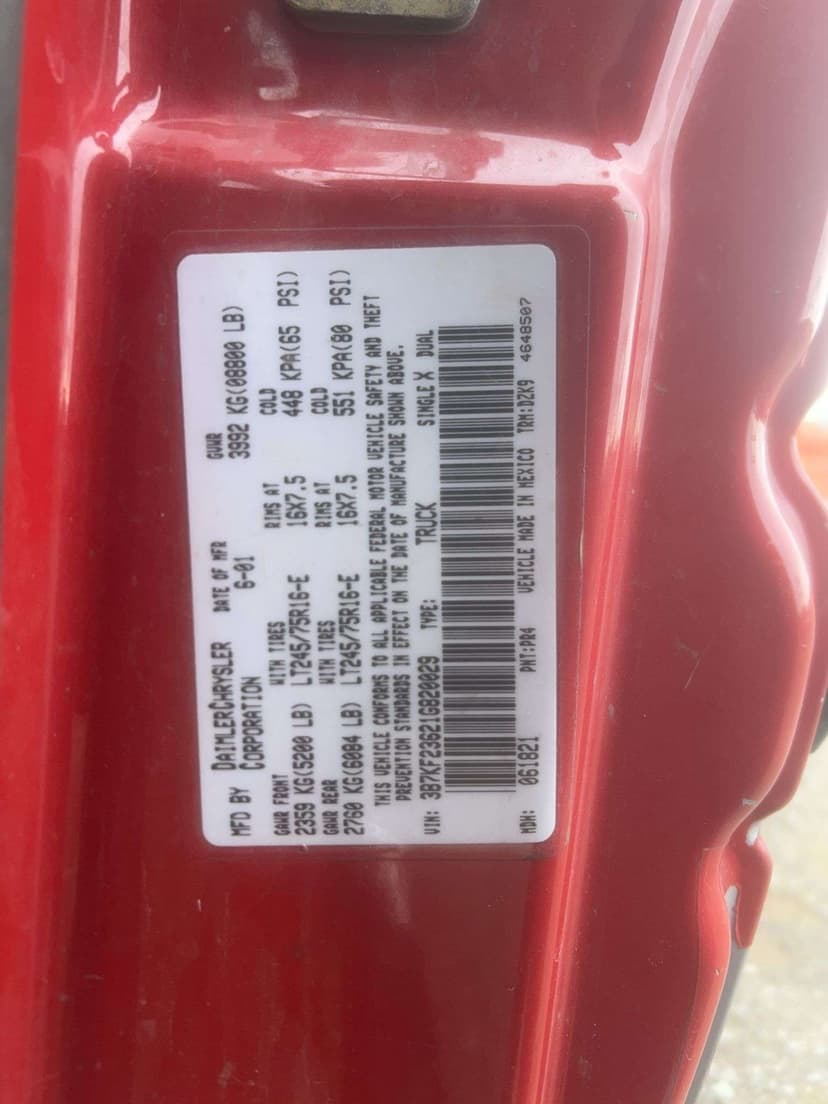 MFD BY DAIMLERCHRYSLER CORPORATION DATE OF MFR 6-01 GVWR 3992 KG(08800 LB)
GAWR FRONT WITH TIRES RIMS AT COLD
2359 KG(5200 LB) LT245/75R16-E 16X7.5 448 KPA(65 PSI)
GAWR REAR WITH TIRES RIMS AT COLD
2760 KG(6084 LB) LT245/75R16-E 16X7.5 551 KPA(80 PSI)
THIS VEHICLE CONFORMS TO ALL APPLICABLE FEDERAL MOTOR VEHICLE SAFETY AND THEFT
PREVENTION STANDARDS IN EFFECT ON THE DATE OF MANUFACTURE SHOWN ABOVE.
VIN: 3B7KF23621G820029 TYPE: TRUCK SINGLE X DUAL
MDH: 061821 PNT:PR4 VEHICLE MADE IN MEXICO TRM:DZK9 4648507